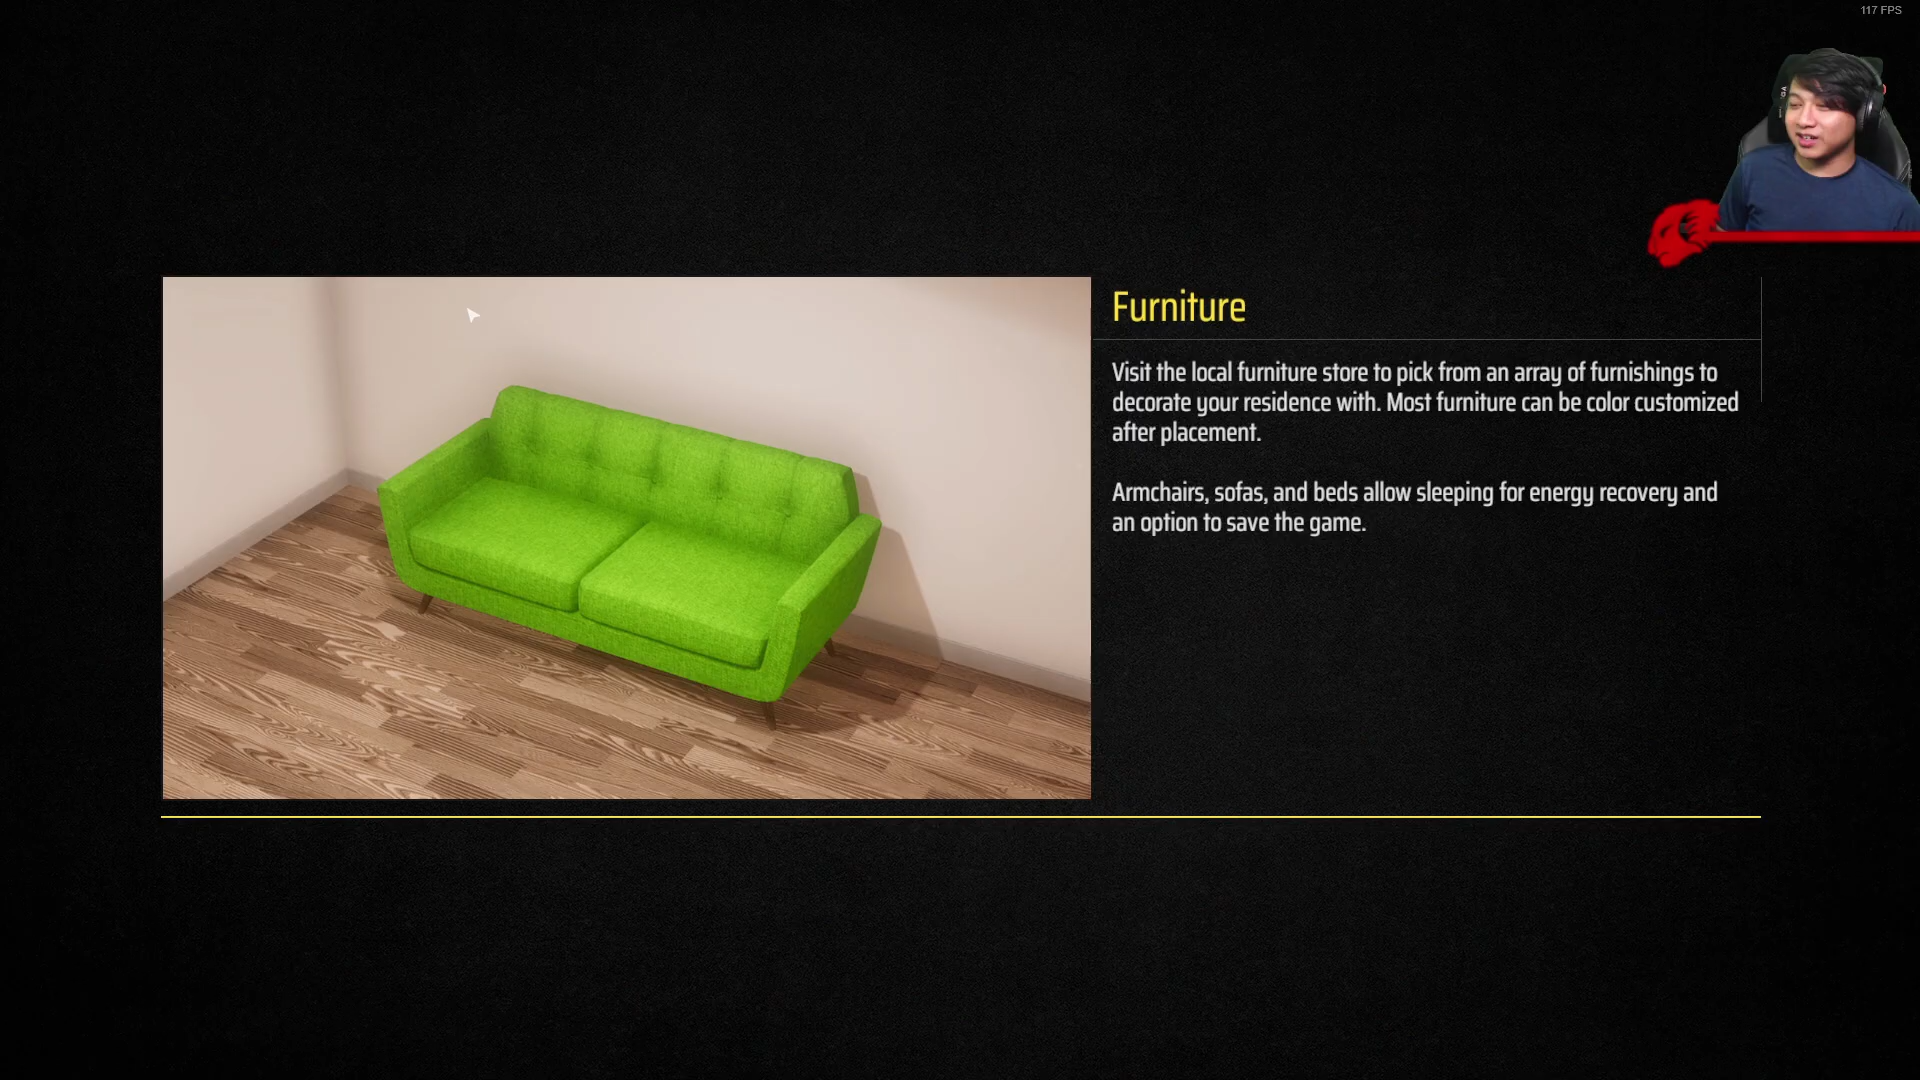 117 FPS
Furniture
Visit the local furniture store to pick from an array of furnishings to
decorate your residence with. Most furniture can be color customized
after placement.
Armchairs, sofas, and beds allow sleeping for energy recovery and
an option to save the game.